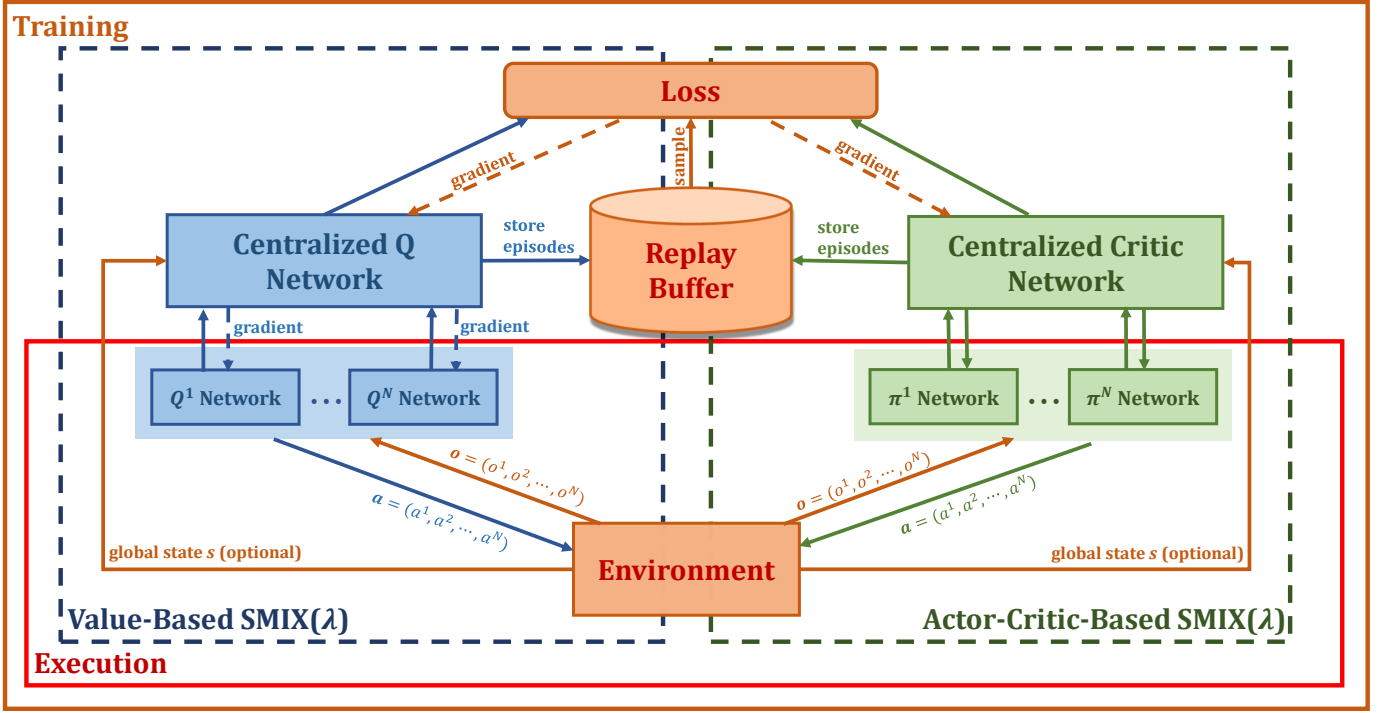 Training
Loss
gradient
sample
gradient
Centralized Q
Network
store
episodes
Replay
Buffer
store
episodes
Centralized Critic
Network
gradient
gradient
Q¹ Network
...
Qᴺ Network
π¹ Network
...
πᴺ Network
o = (o¹, o², ⋯, oᴺ)
a = (a¹, a², ⋯, aᴺ)
o = (o¹, o², ⋯, oᴺ)
a = (a¹, a², ⋯, aᴺ)
global state s (optional)
Environment
global state s (optional)
Value-Based SMIX(λ)
Actor-Critic-Based SMIX(λ)
Execution